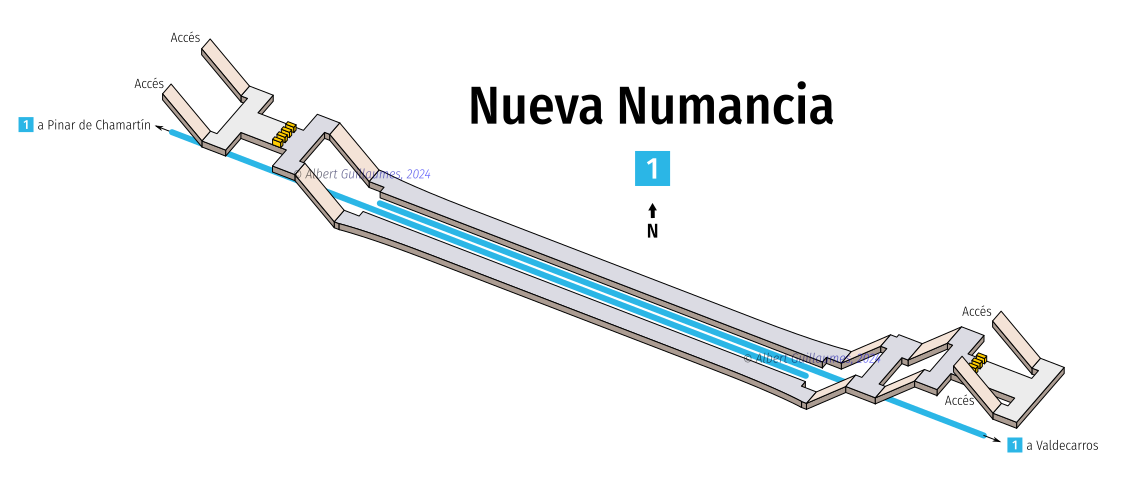 Accés
Accés
Nueva Numancia
1 a Pinar de Chamartín
1
© Albert Guillaumes, 2024
N
Accés
© Albert Guillaumes, 2024
Accés
1 a Valdecarros